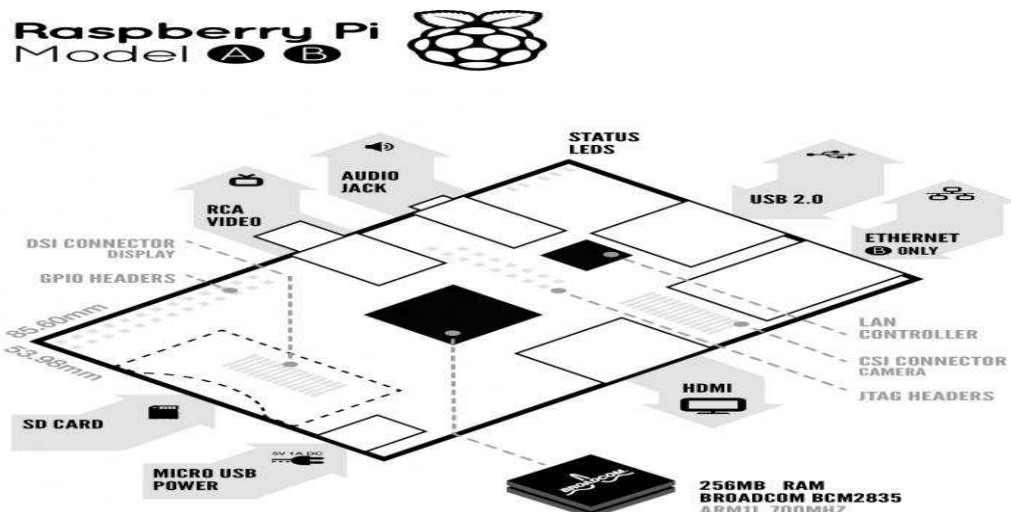 Raspberry Pi
Model A B
STATUS
LEDS
AUDIO
JACK
USB 2.0
RCA
VIDEO
ETHERNET
B ONLY
DSI CONNECTOR
DISPLAY
GPIO HEADERS
85.60mm
53.98mm
LAN
CONTROLLER
CSI CONNECTOR
CAMERA
JTAG HEADERS
HDMI
SD CARD
5V 1A DC
MICRO USB
POWER
BROADCOM
256MB RAM
BROADCOM BCM2835
ARM11 700MHZ